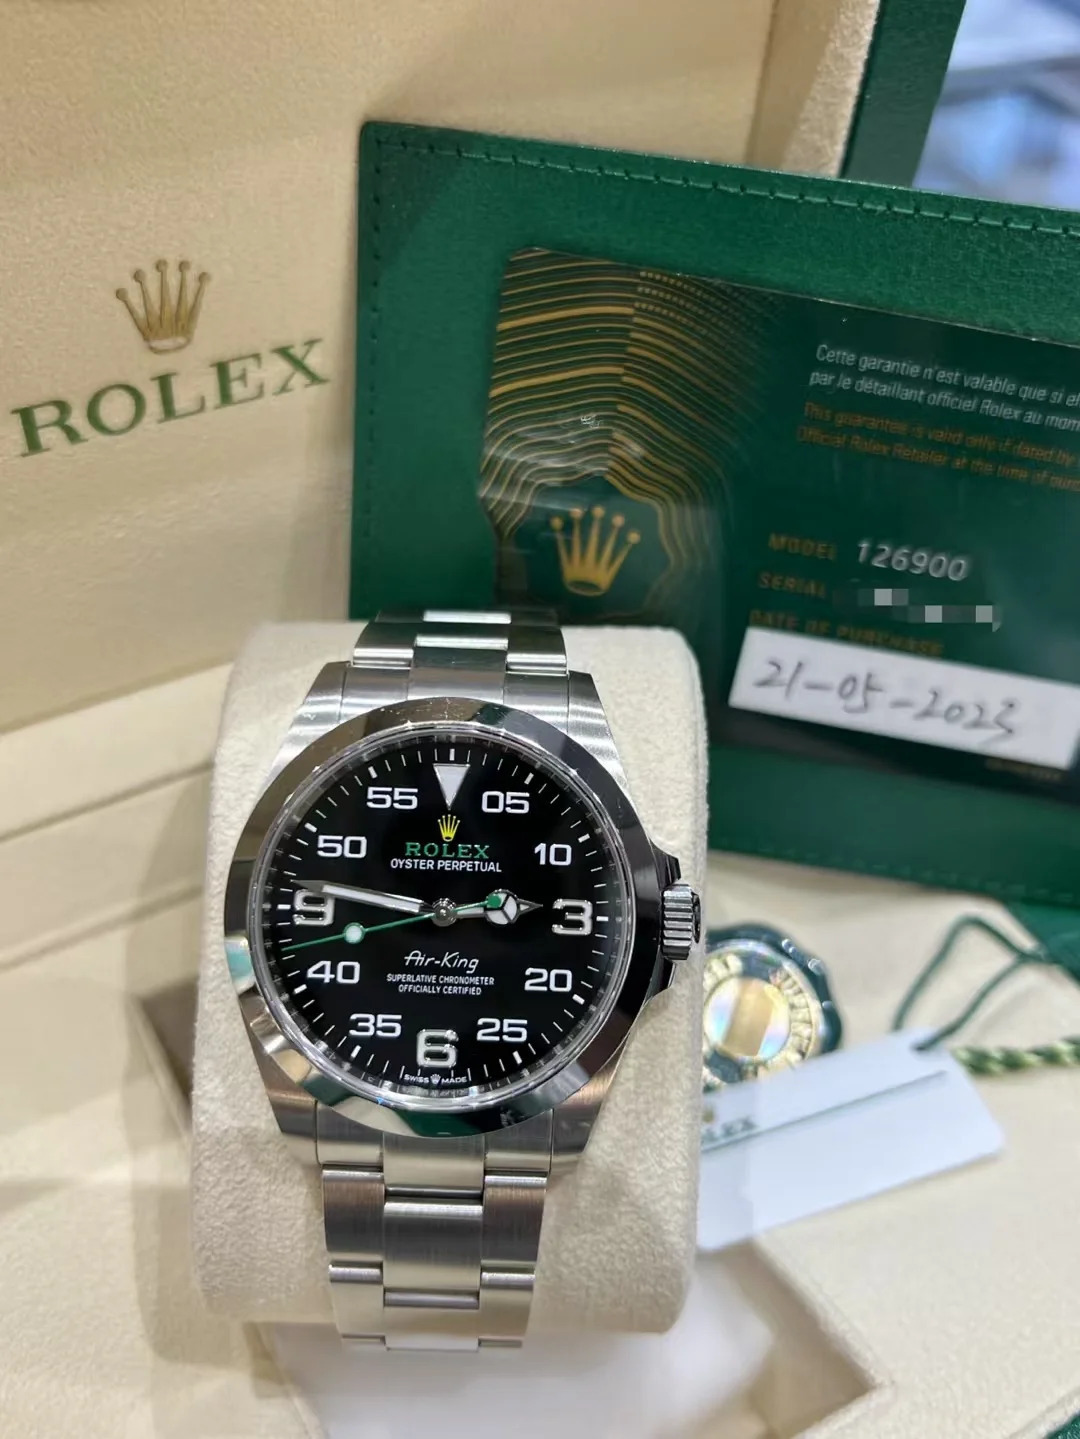 ROLEX
Cette garantie n'est valable que si el
par le détaillant officiel Rolex au mom
This guarantee is valid only if dated by
Official Rolex Retailer at the time of purc
MODEL 126900
SERIAL
DATE OF PURCHASE
21-05-2023
55 05
50 10
9 3
40 20
35 25
6
ROLEX
OYSTER PERPETUAL
Air-King
SUPERLATIVE CHRONOMETER
OFFICIALLY CERTIFIED
SWISS MADE
ROLEX